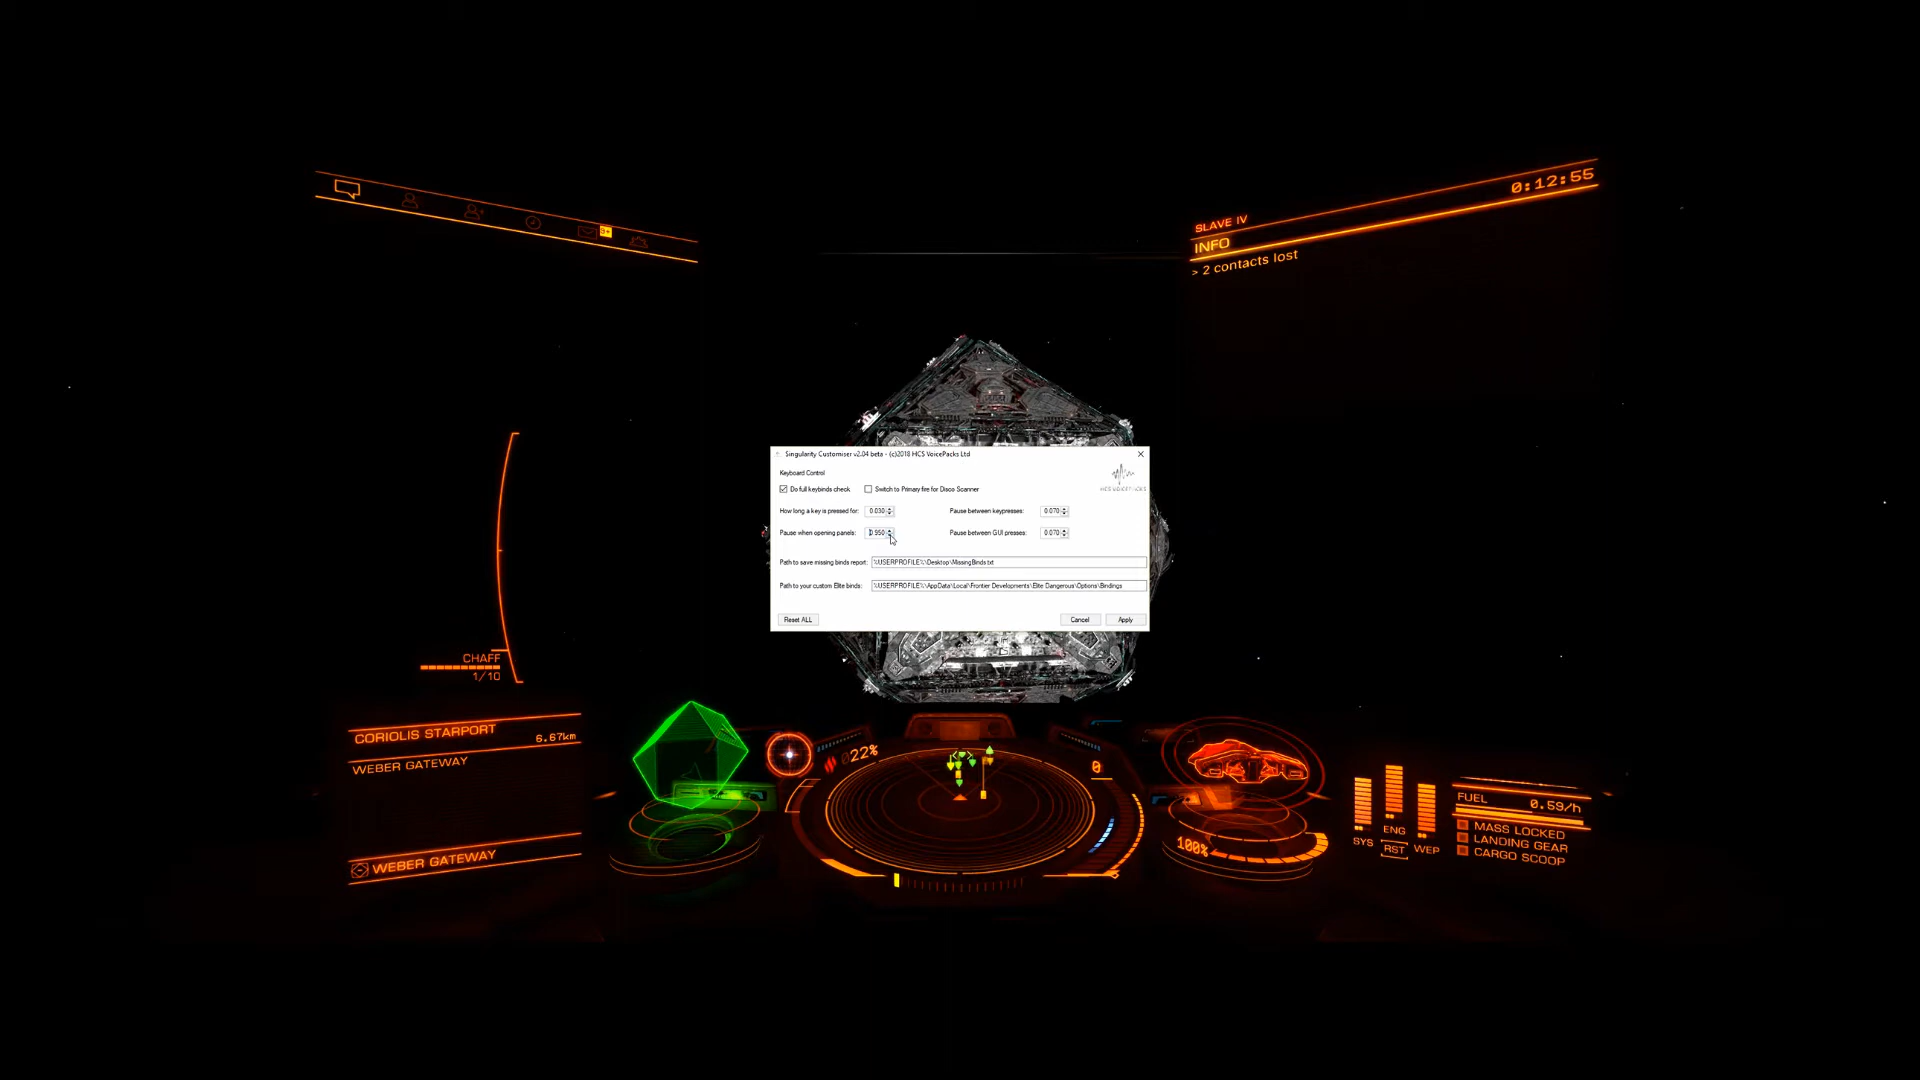 9+
0:12:55
SLAVE IV
INFO
> 2 contacts lost
Singularity Customiser v2.04 beta - (c)2018 HCS VoicePacks Ltd
Keyboard Control
HCS VOICEPACKS
Do full keybinds check
Switch to Primary fire for Disco Scanner
How long a key is pressed for: 0.030
Pause between keypresses: 0.070
Pause when opening panels: 0.950
Pause between GUI presses: 0.070
Path to save missing binds report: %USERPROFILE%\Desktop\MissingBinds.txt
Path to your custom Elite binds: %USERPROFILE%\AppData\Local\Frontier Developments\Elite Dangerous\Options\Bindings
Reset ALL
Cancel
Apply
CHAFF
1/10
CORIOLIS STARPORT
6.67km
WEBER GATEWAY
WEBER GATEWAY
022%
0
100%
SYS
ENG
RST
WEP
FUEL 0.59/h
MASS LOCKED
LANDING GEAR
CARGO SCOOP